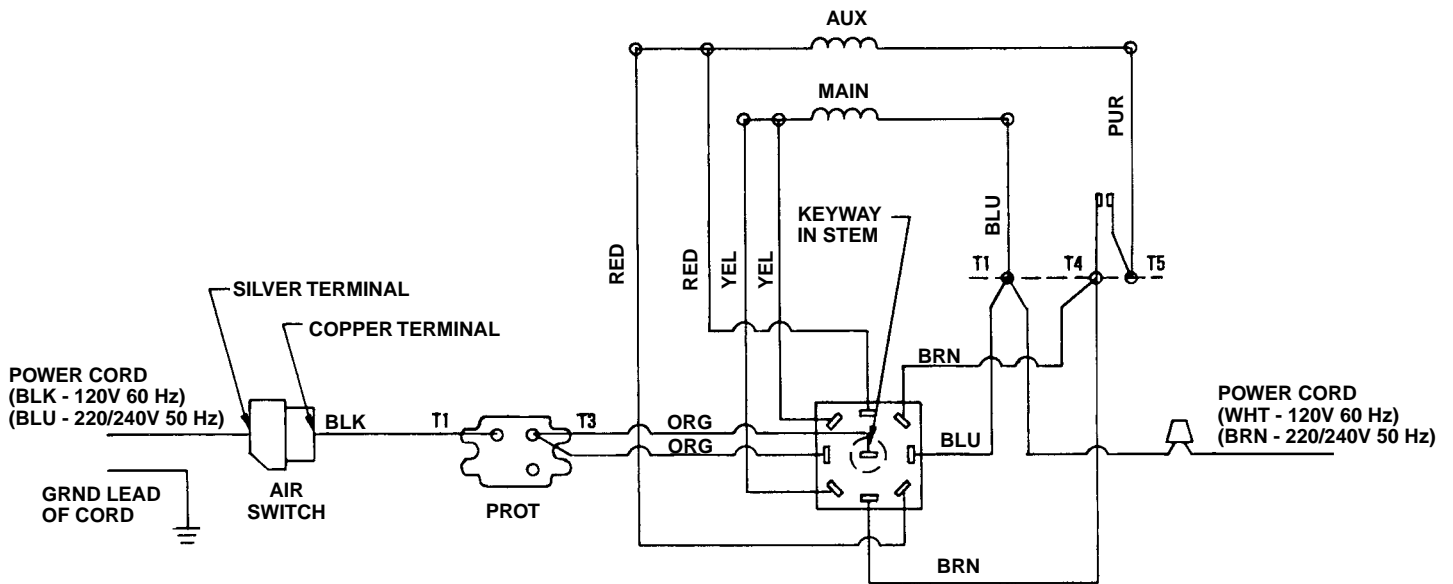 AUX
MAIN
PUR
KEYWAY
IN STEM
BLU
RED
RED
YEL
YEL
T1
T4
T5
SILVER TERMINAL
COPPER TERMINAL
BRN
POWER CORD
(BLK - 120V 60 Hz)
(BLU - 220/240V 50 Hz)
BLK
T1
T3
ORG
ORG
BLU
POWER CORD
(WHT - 120V 60 Hz)
(BRN - 220/240V 50 Hz)
GRND LEAD
OF CORD
AIR
SWITCH
PROT
BRN